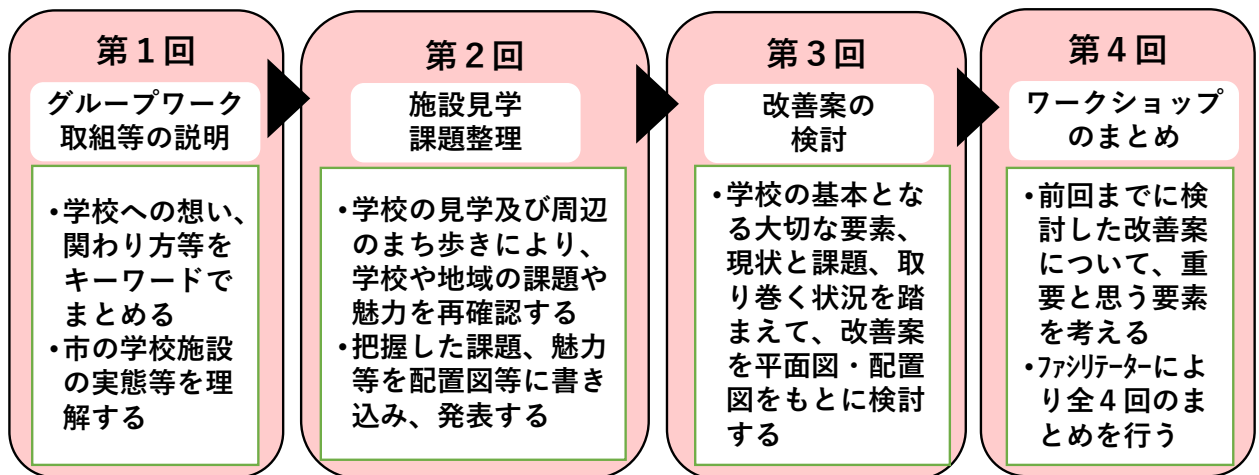 第１回
グループワーク
取組等の説明
・学校への想い、
関わり方等を
キーワードで
まとめる
・市の学校施設
の実態等を理
解する
第２回
施設見学
課題整理
・学校の見学及び周辺
のまち歩きにより、
学校や地域の課題や
魅力を再確認する
・把握した課題、魅力
等を配置図等に書き
込み、発表する
第３回
改善案の
検討
・学校の基本とな
る大切な要素、
現状と課題、取
り巻く状況を踏
まえて、改善案
を平面図・配置
図をもとに検討
する
第４回
ワークショップ
のまとめ
・前回までに検
討した改善案
について、重
要と思う要素
を考える
・ﾌｧｼﾘﾃｰﾀｰによ
り全４回のま
とめを行う